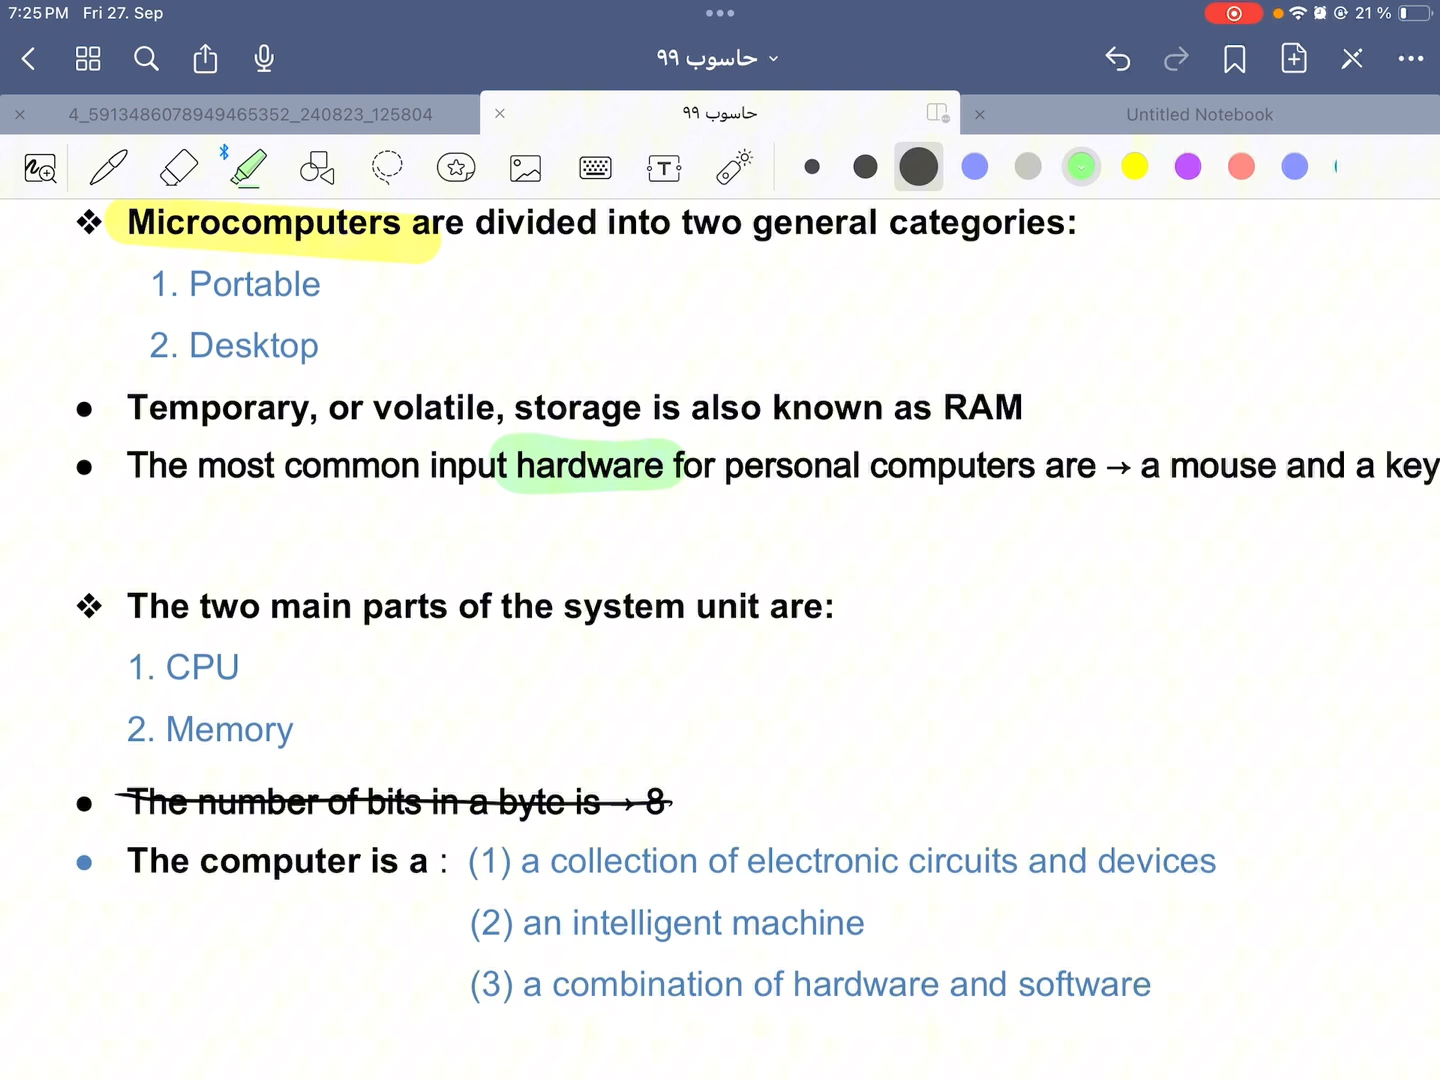 7:25 PM Fri 27. Sep
21 %
حاسوب ٩٩
4_5913486078949465352_240823_125804
حاسوب ٩٩
Untitled Notebook
T
❖ Microcomputers are divided into two general categories:
1. Portable
2. Desktop
● Temporary, or volatile, storage is also known as RAM
● The most common input hardware for personal computers are → a mouse and a key
❖ The two main parts of the system unit are:
1. CPU
2. Memory
● The number of bits in a byte is → 8
● The computer is a : (1) a collection of electronic circuits and devices
(2) an intelligent machine
(3) a combination of hardware and software